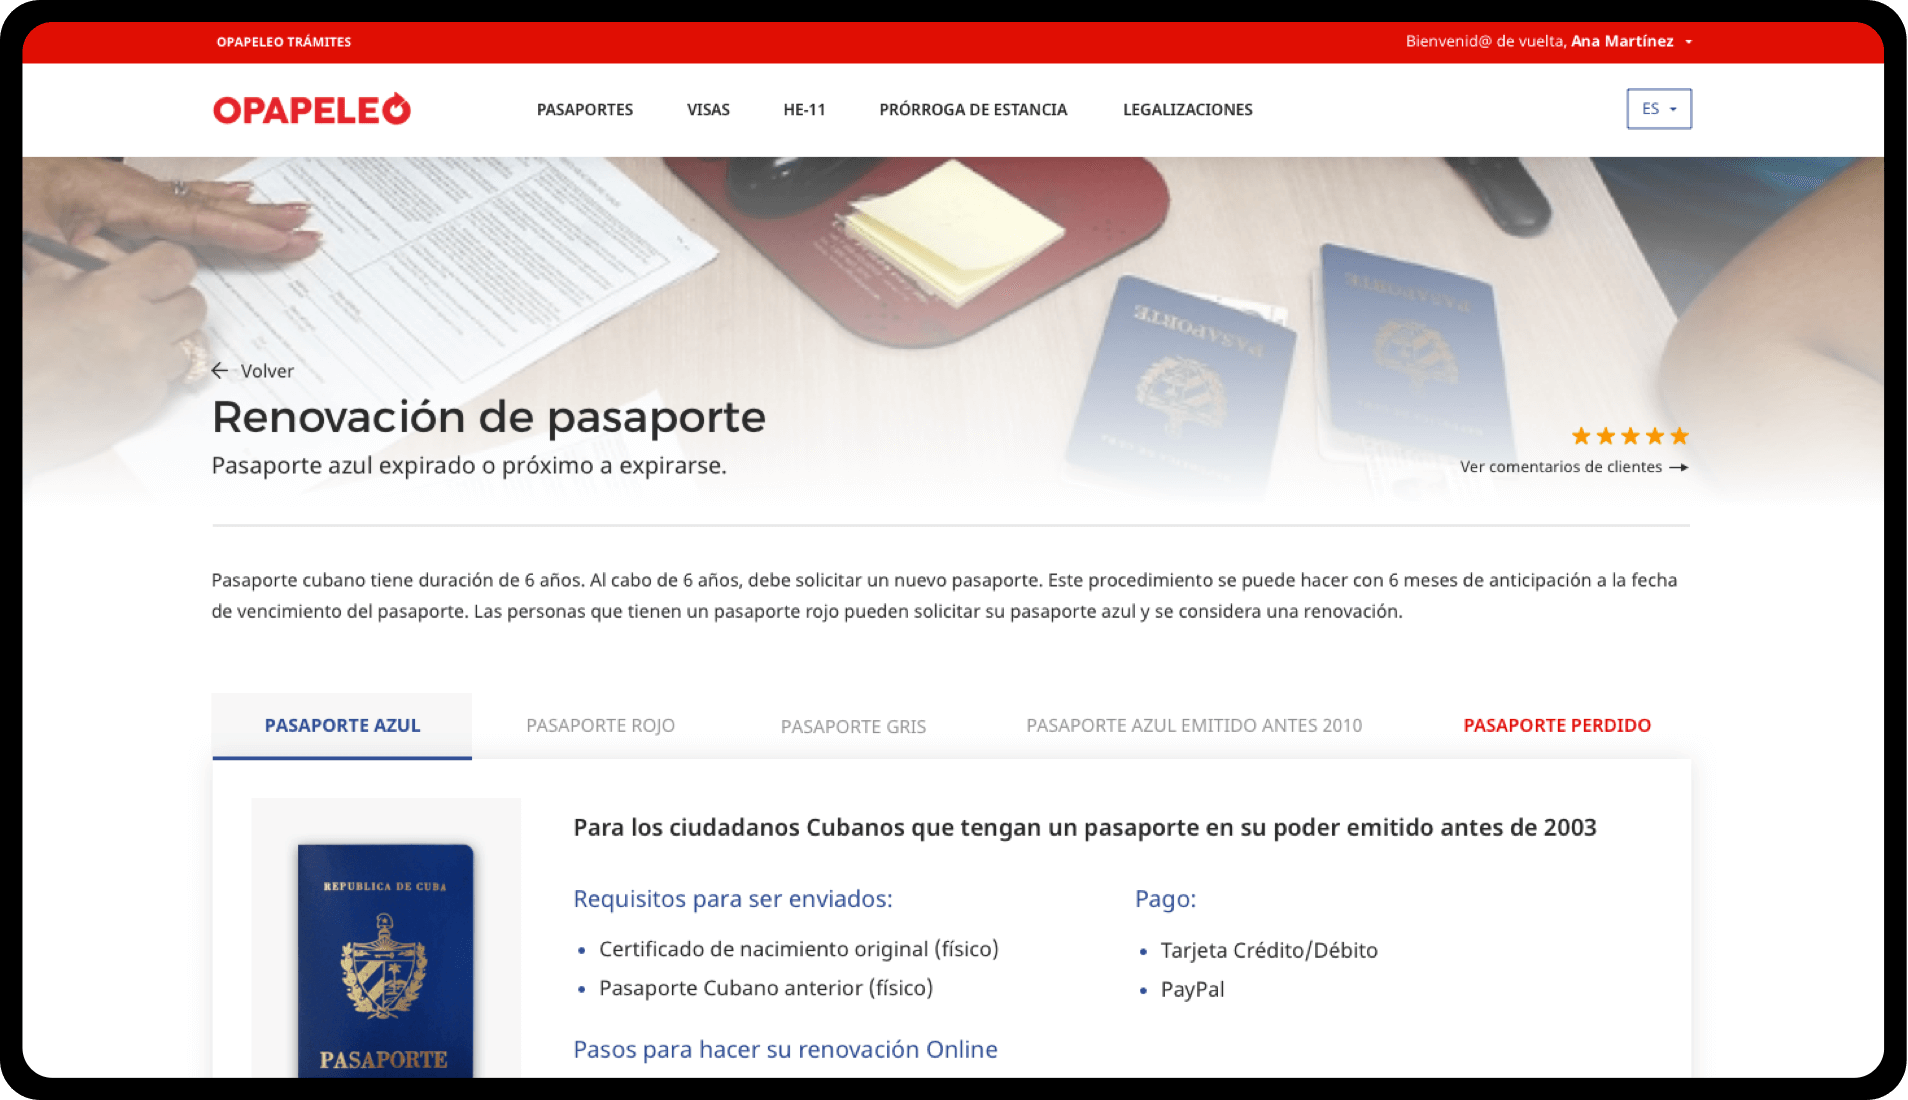 OPAPELEO TRÁMITES
Bienvenid@ de vuelta, Ana Martínez
OPAPELEO
PASAPORTES VISAS HE-11 PRÓRROGA DE ESTANCIA LEGALIZACIONES
ES
PASAPORTE
PASAPORTE
← Volver
Renovación de pasaporte
Pasaporte azul expirado o próximo a expirarse.
Ver comentarios de clientes →
Pasaporte cubano tiene duración de 6 años. Al cabo de 6 años, debe solicitar un nuevo pasaporte. Este procedimiento se puede hacer con 6 meses de anticipación a la fecha
de vencimiento del pasaporte. Las personas que tienen un pasaporte rojo pueden solicitar su pasaporte azul y se considera una renovación.
PASAPORTE AZUL PASAPORTE ROJO PASAPORTE GRIS PASAPORTE AZUL EMITIDO ANTES 2010 PASAPORTE PERDIDO
REPUBLICA DE CUBA
PASAPORTE
Para los ciudadanos Cubanos que tengan un pasaporte en su poder emitido antes de 2003
Requisitos para ser enviados:
• Certificado de nacimiento original (físico)
• Pasaporte Cubano anterior (físico)
Pago:
• Tarjeta Crédito/Débito
• PayPal
Pasos para hacer su renovación Online